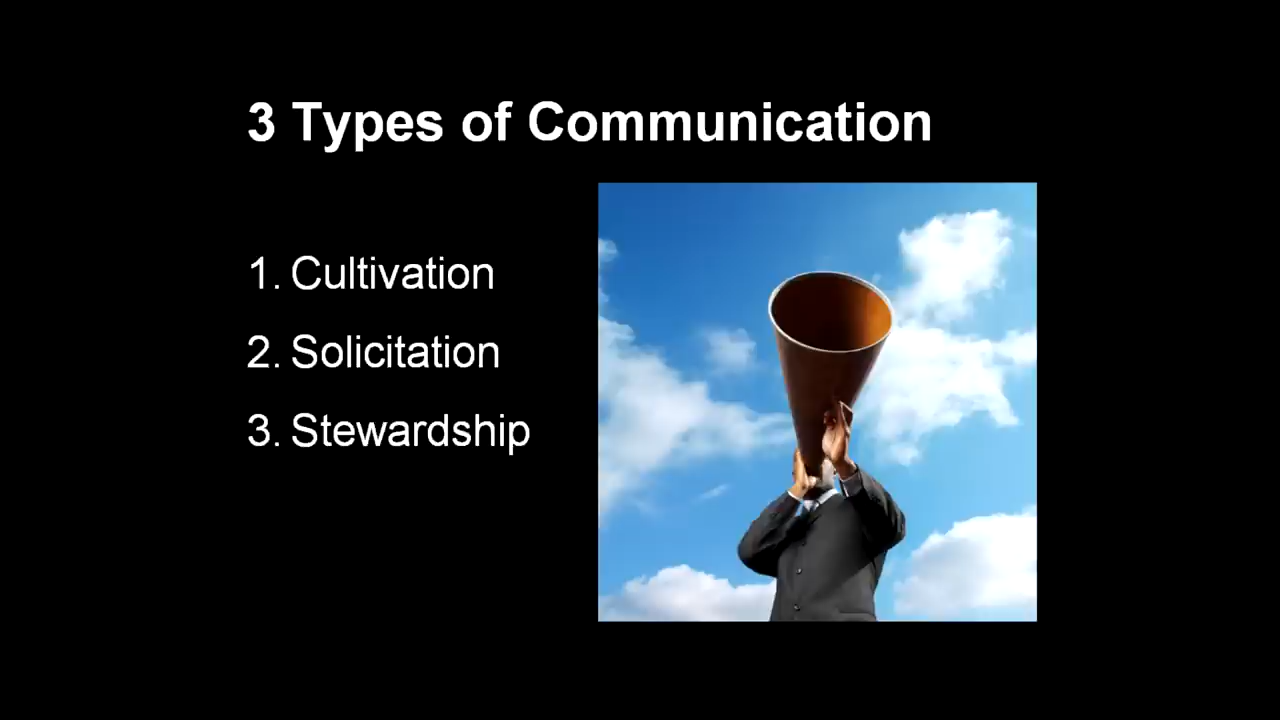 3 Types of Communication
1. Cultivation
2. Solicitation
3. Stewardship